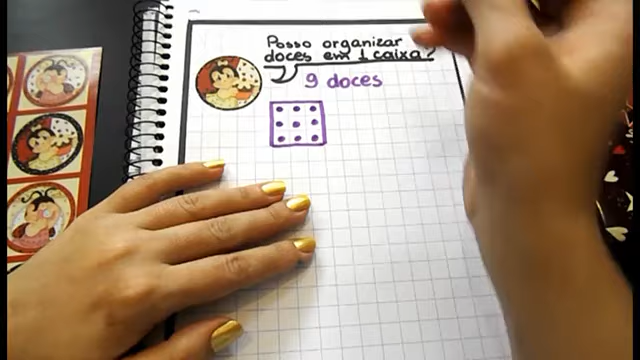 Posso organizar
doces em 1 caixa?
9 doces